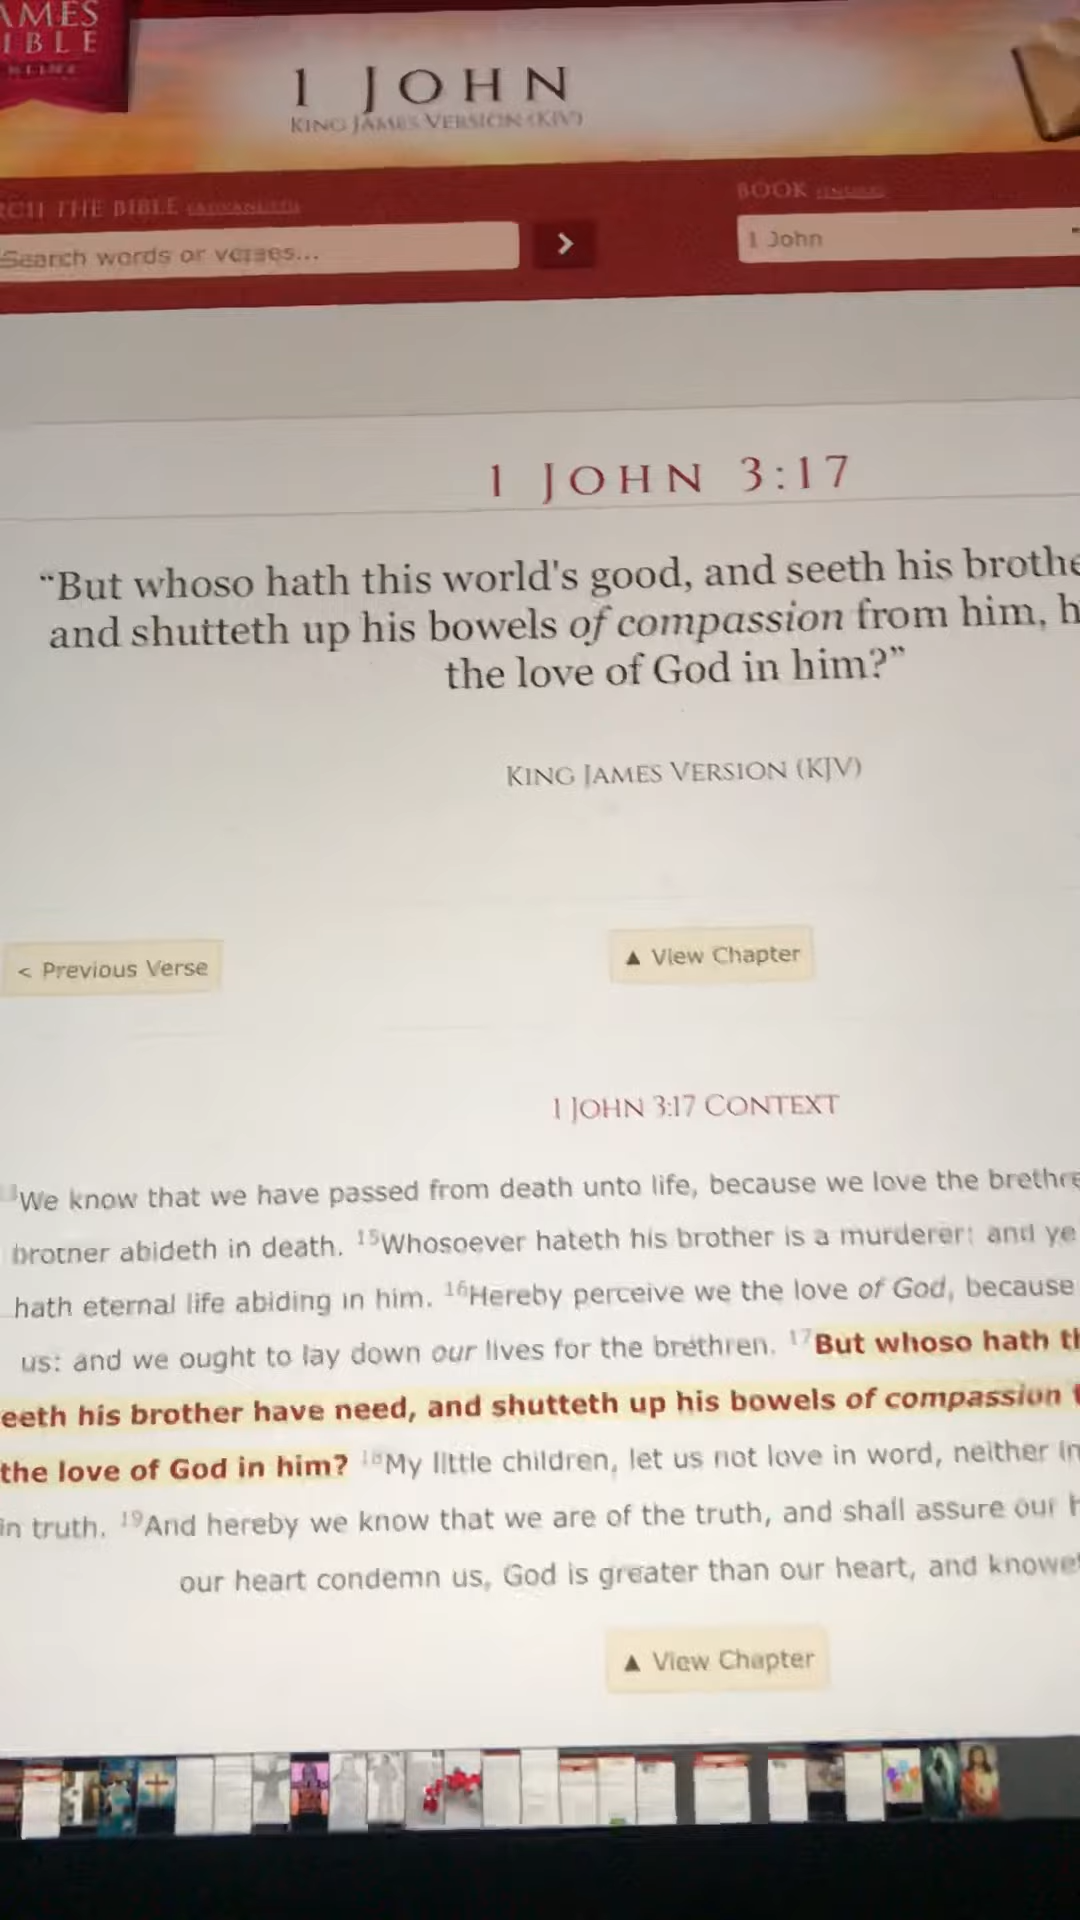 AMES
IBLE
1 JOHN
KING JAMES VERSION (KJV)
RCH THE BIBLE (ADVANCED)
BOOK
Search words or verses...
1 John
1 JOHN 3:17
“But whoso hath this world's good, and seeth his brothe
and shutteth up his bowels of compassion from him, h
the love of God in him?”
KING JAMES VERSION (KJV)
< Previous Verse
▲ View Chapter
1 JOHN 3:17 CONTEXT
We know that we have passed from death unto life, because we love the brethre
brother abideth in death. 15Whosoever hateth his brother is a murderer: and ye
hath eternal life abiding in him. 16Hereby perceive we the love of God, because
us: and we ought to lay down our lives for the brethren. 17But whoso hath th
eeth his brother have need, and shutteth up his bowels of compassion
the love of God in him? 18My little children, let us not love in word, neither in
in truth. 19And hereby we know that we are of the truth, and shall assure our h
our heart condemn us, God is greater than our heart, and knowet
▲ View Chapter